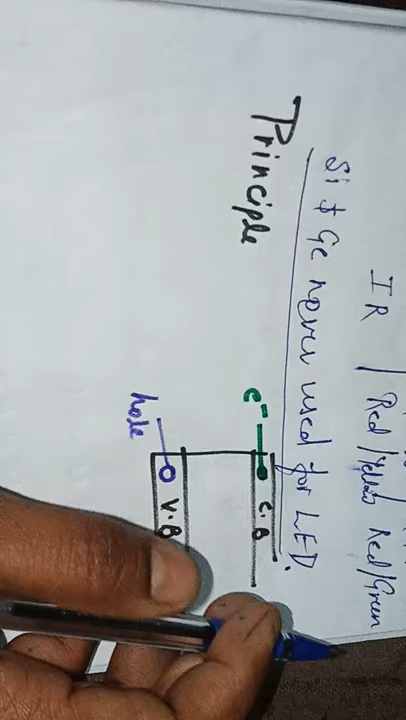 IR | Red/Yellow Red/Green
Si & Ge never used for LED.
Principle
e-
C.B
hole
V.B